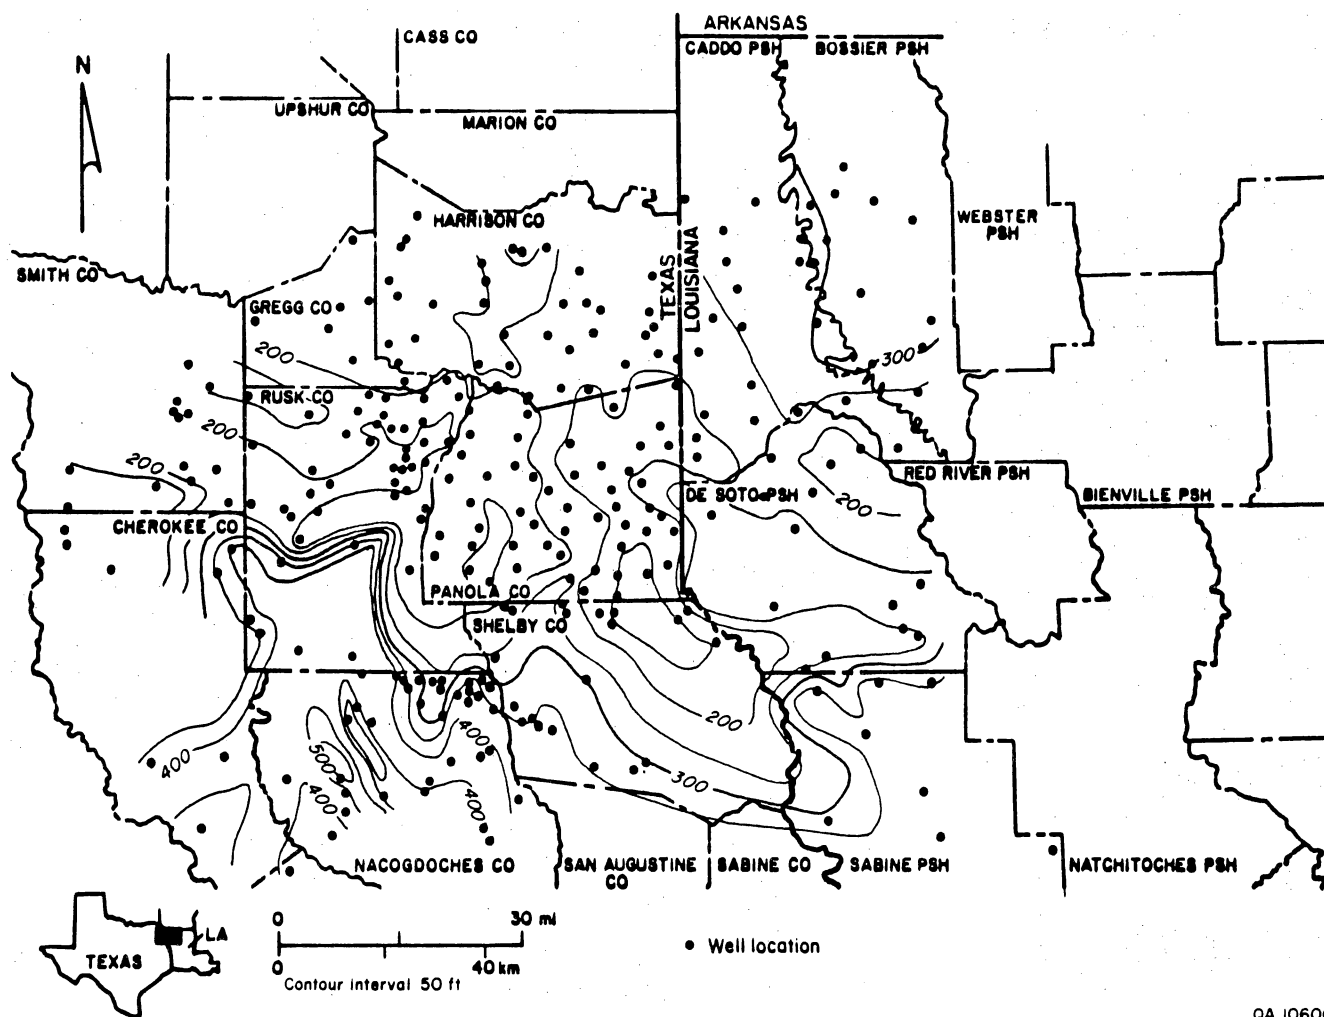 ARKANSAS
CASS CO
CADDO PSH
BOSSIER PSH
N
UPSHUR CO
MARION CO
HARRISON CO
WEBSTER
PSH
TEXAS
LOUISIANA
SMITH CO
GREGG CO
200
300
RUSK CO
200
200
RED RIVER PSH
DE SOTO PSH
200
BIENVILLE PSH
CHEROKEE CO
PANOLA CO
SHELBY CO
200
400
400
500
300
400
400
NACOGDOCHES CO
SAN AUGUSTINE
CO
SABINE CO
SABINE PSH
NATCHITOCHES PSH
0
30 mi
LA
TEXAS
0
40 km
Contour interval 50 ft
Well location